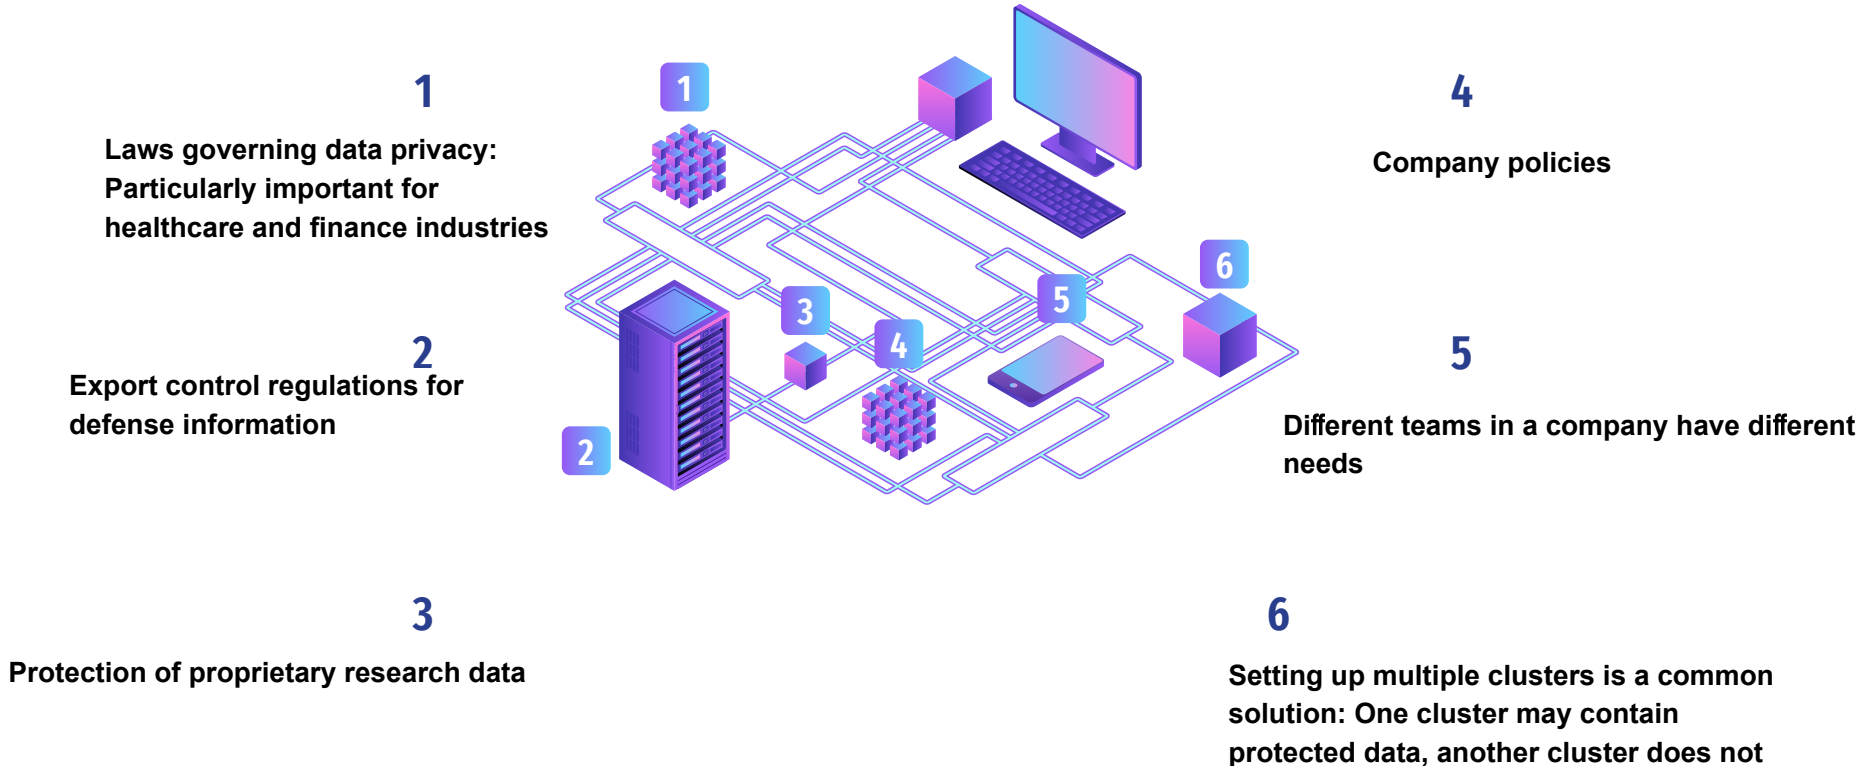 1
Laws governing data privacy:
Particularly important for
healthcare and finance industries
2
Export control regulations for
defense information
3
Protection of proprietary research data
1
2
3
4
5
6
4
Company policies
5
Different teams in a company have different
needs
6
Setting up multiple clusters is a common
solution: One cluster may contain
protected data, another cluster does not